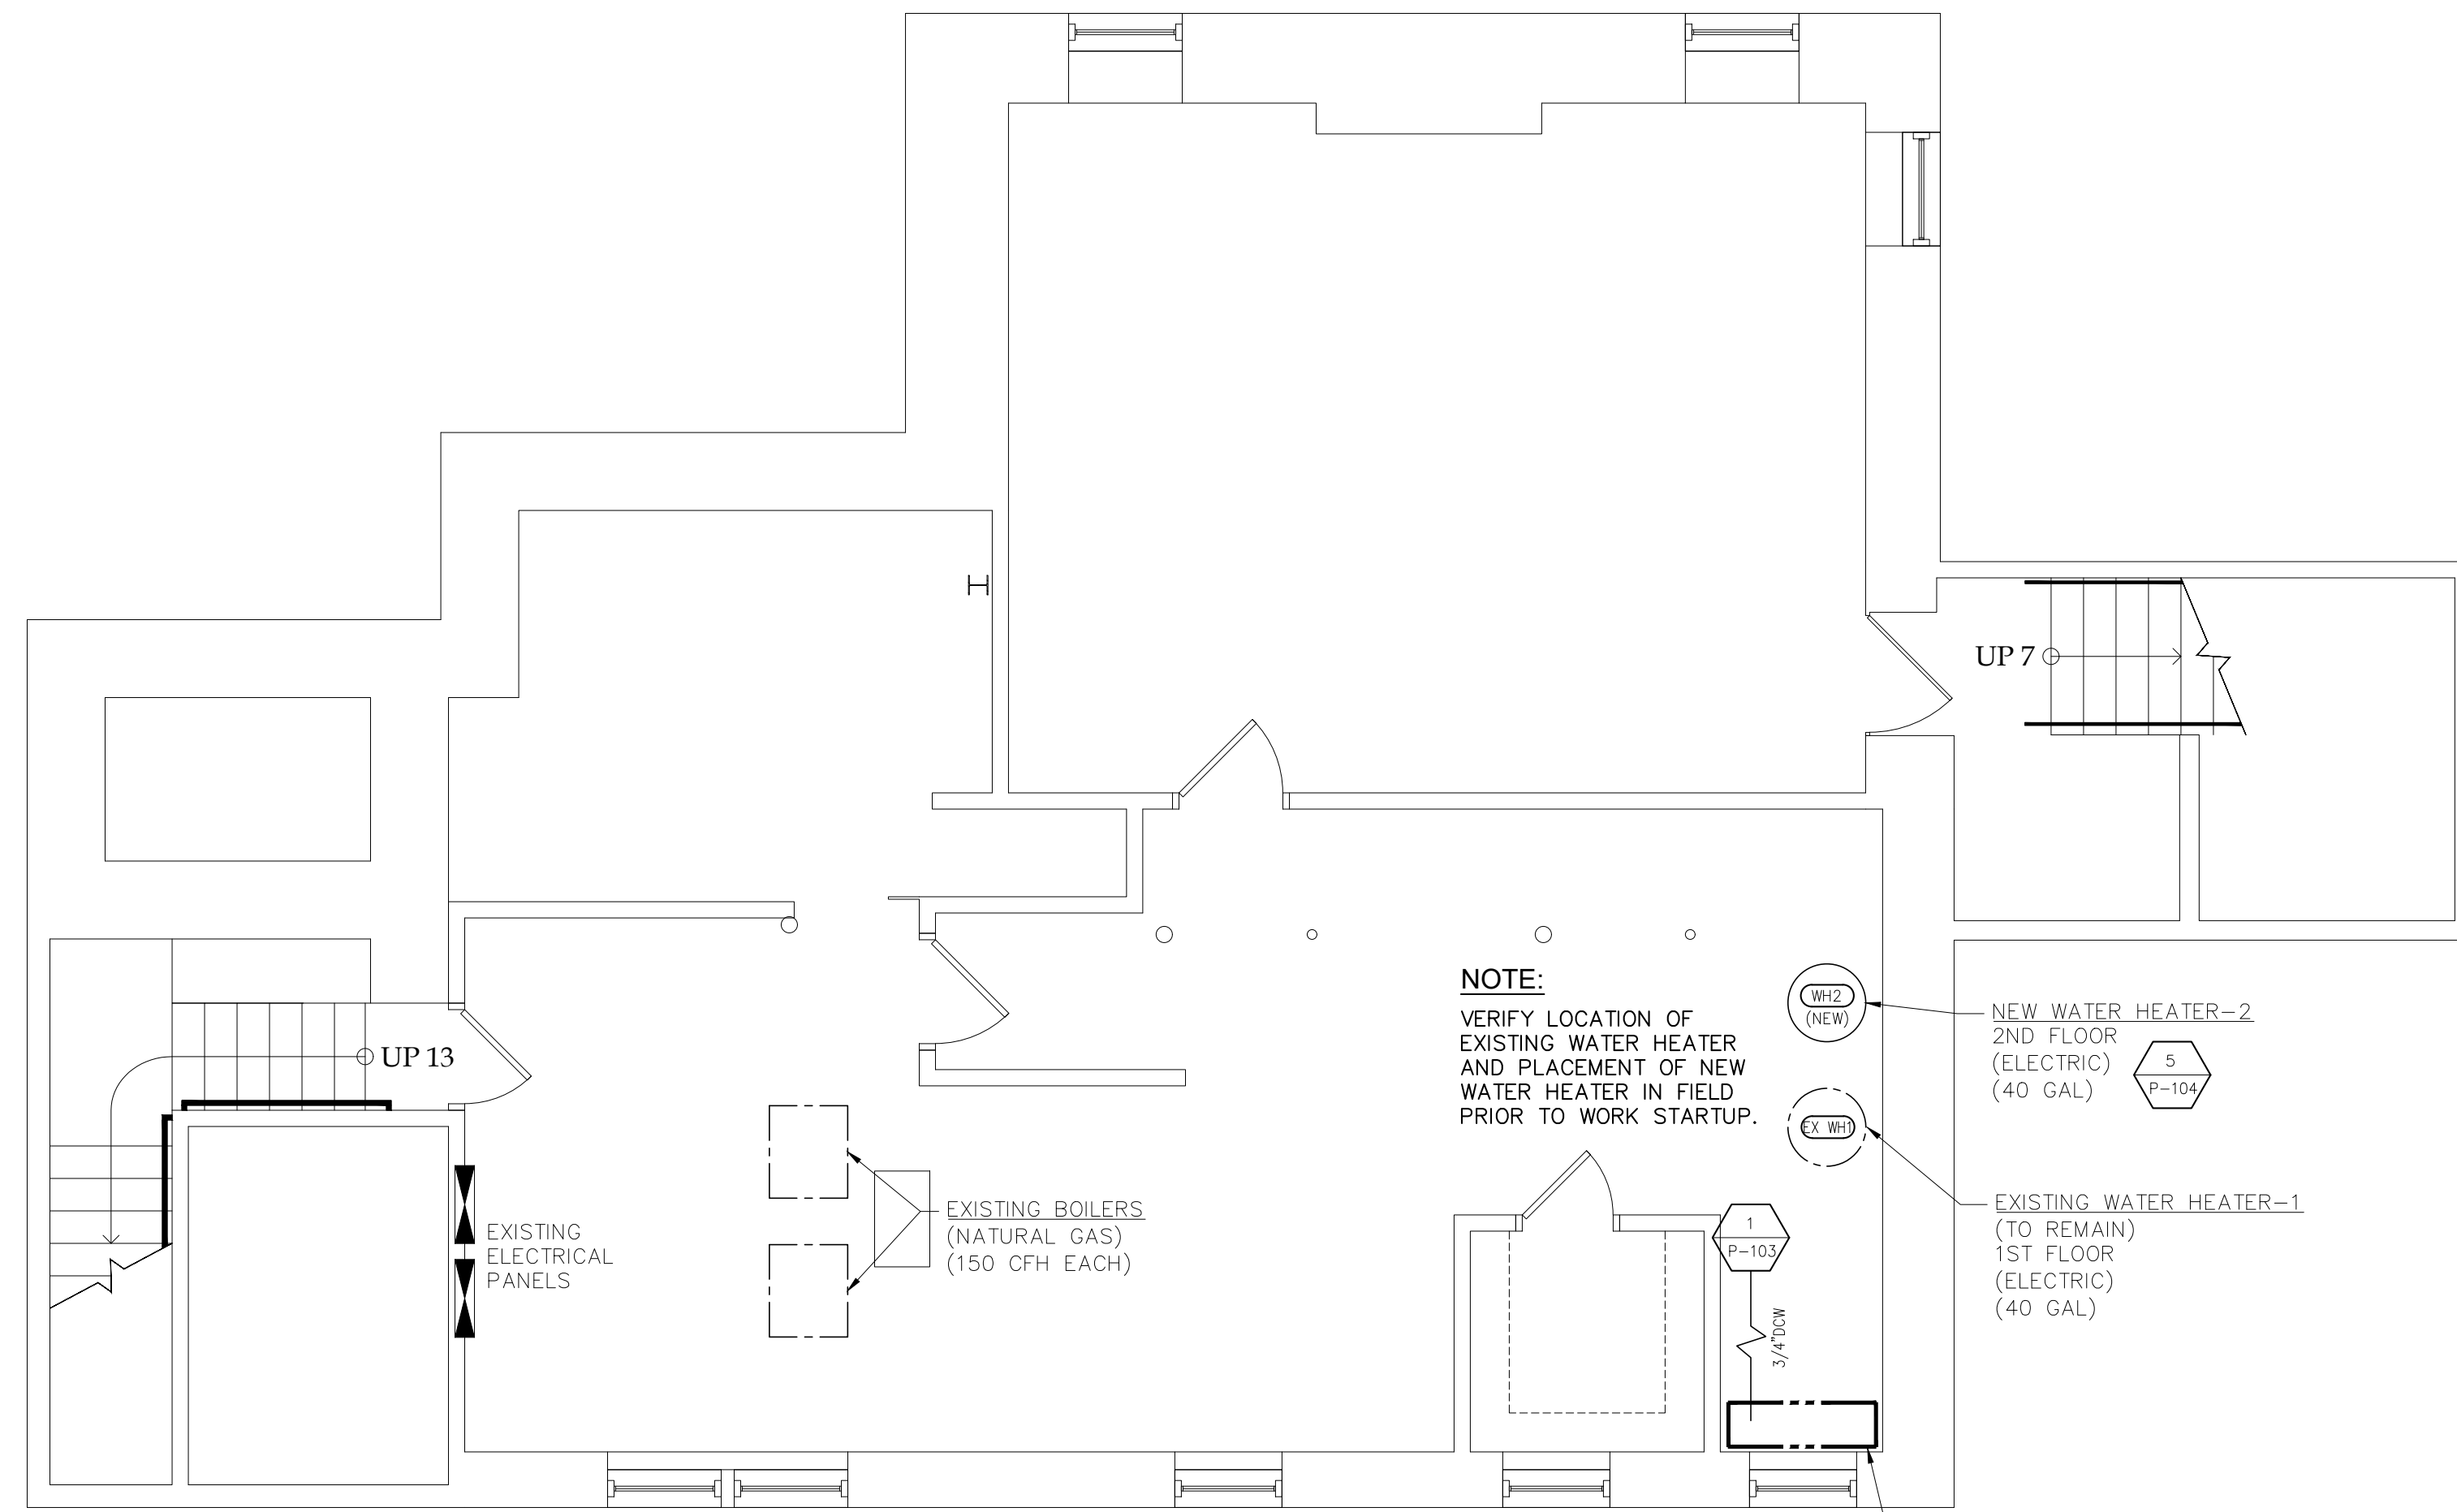 UP 7
NOTE:
VERIFY LOCATION OF
EXISTING WATER HEATER
AND PLACEMENT OF NEW
WATER HEATER IN FIELD
PRIOR TO WORK STARTUP.
WH2
(NEW)
NEW WATER HEATER-2
2ND FLOOR
(ELECTRIC)
(40 GAL)
5
P-104
UP 13
EX WH1
EXISTING WATER HEATER-1
(TO REMAIN)
1ST FLOOR
(ELECTRIC)
(40 GAL)
EXISTING BOILERS
(NATURAL GAS)
(150 CFH EACH)
EXISTING
ELECTRICAL
PANELS
1
P-103
3/4"DCW